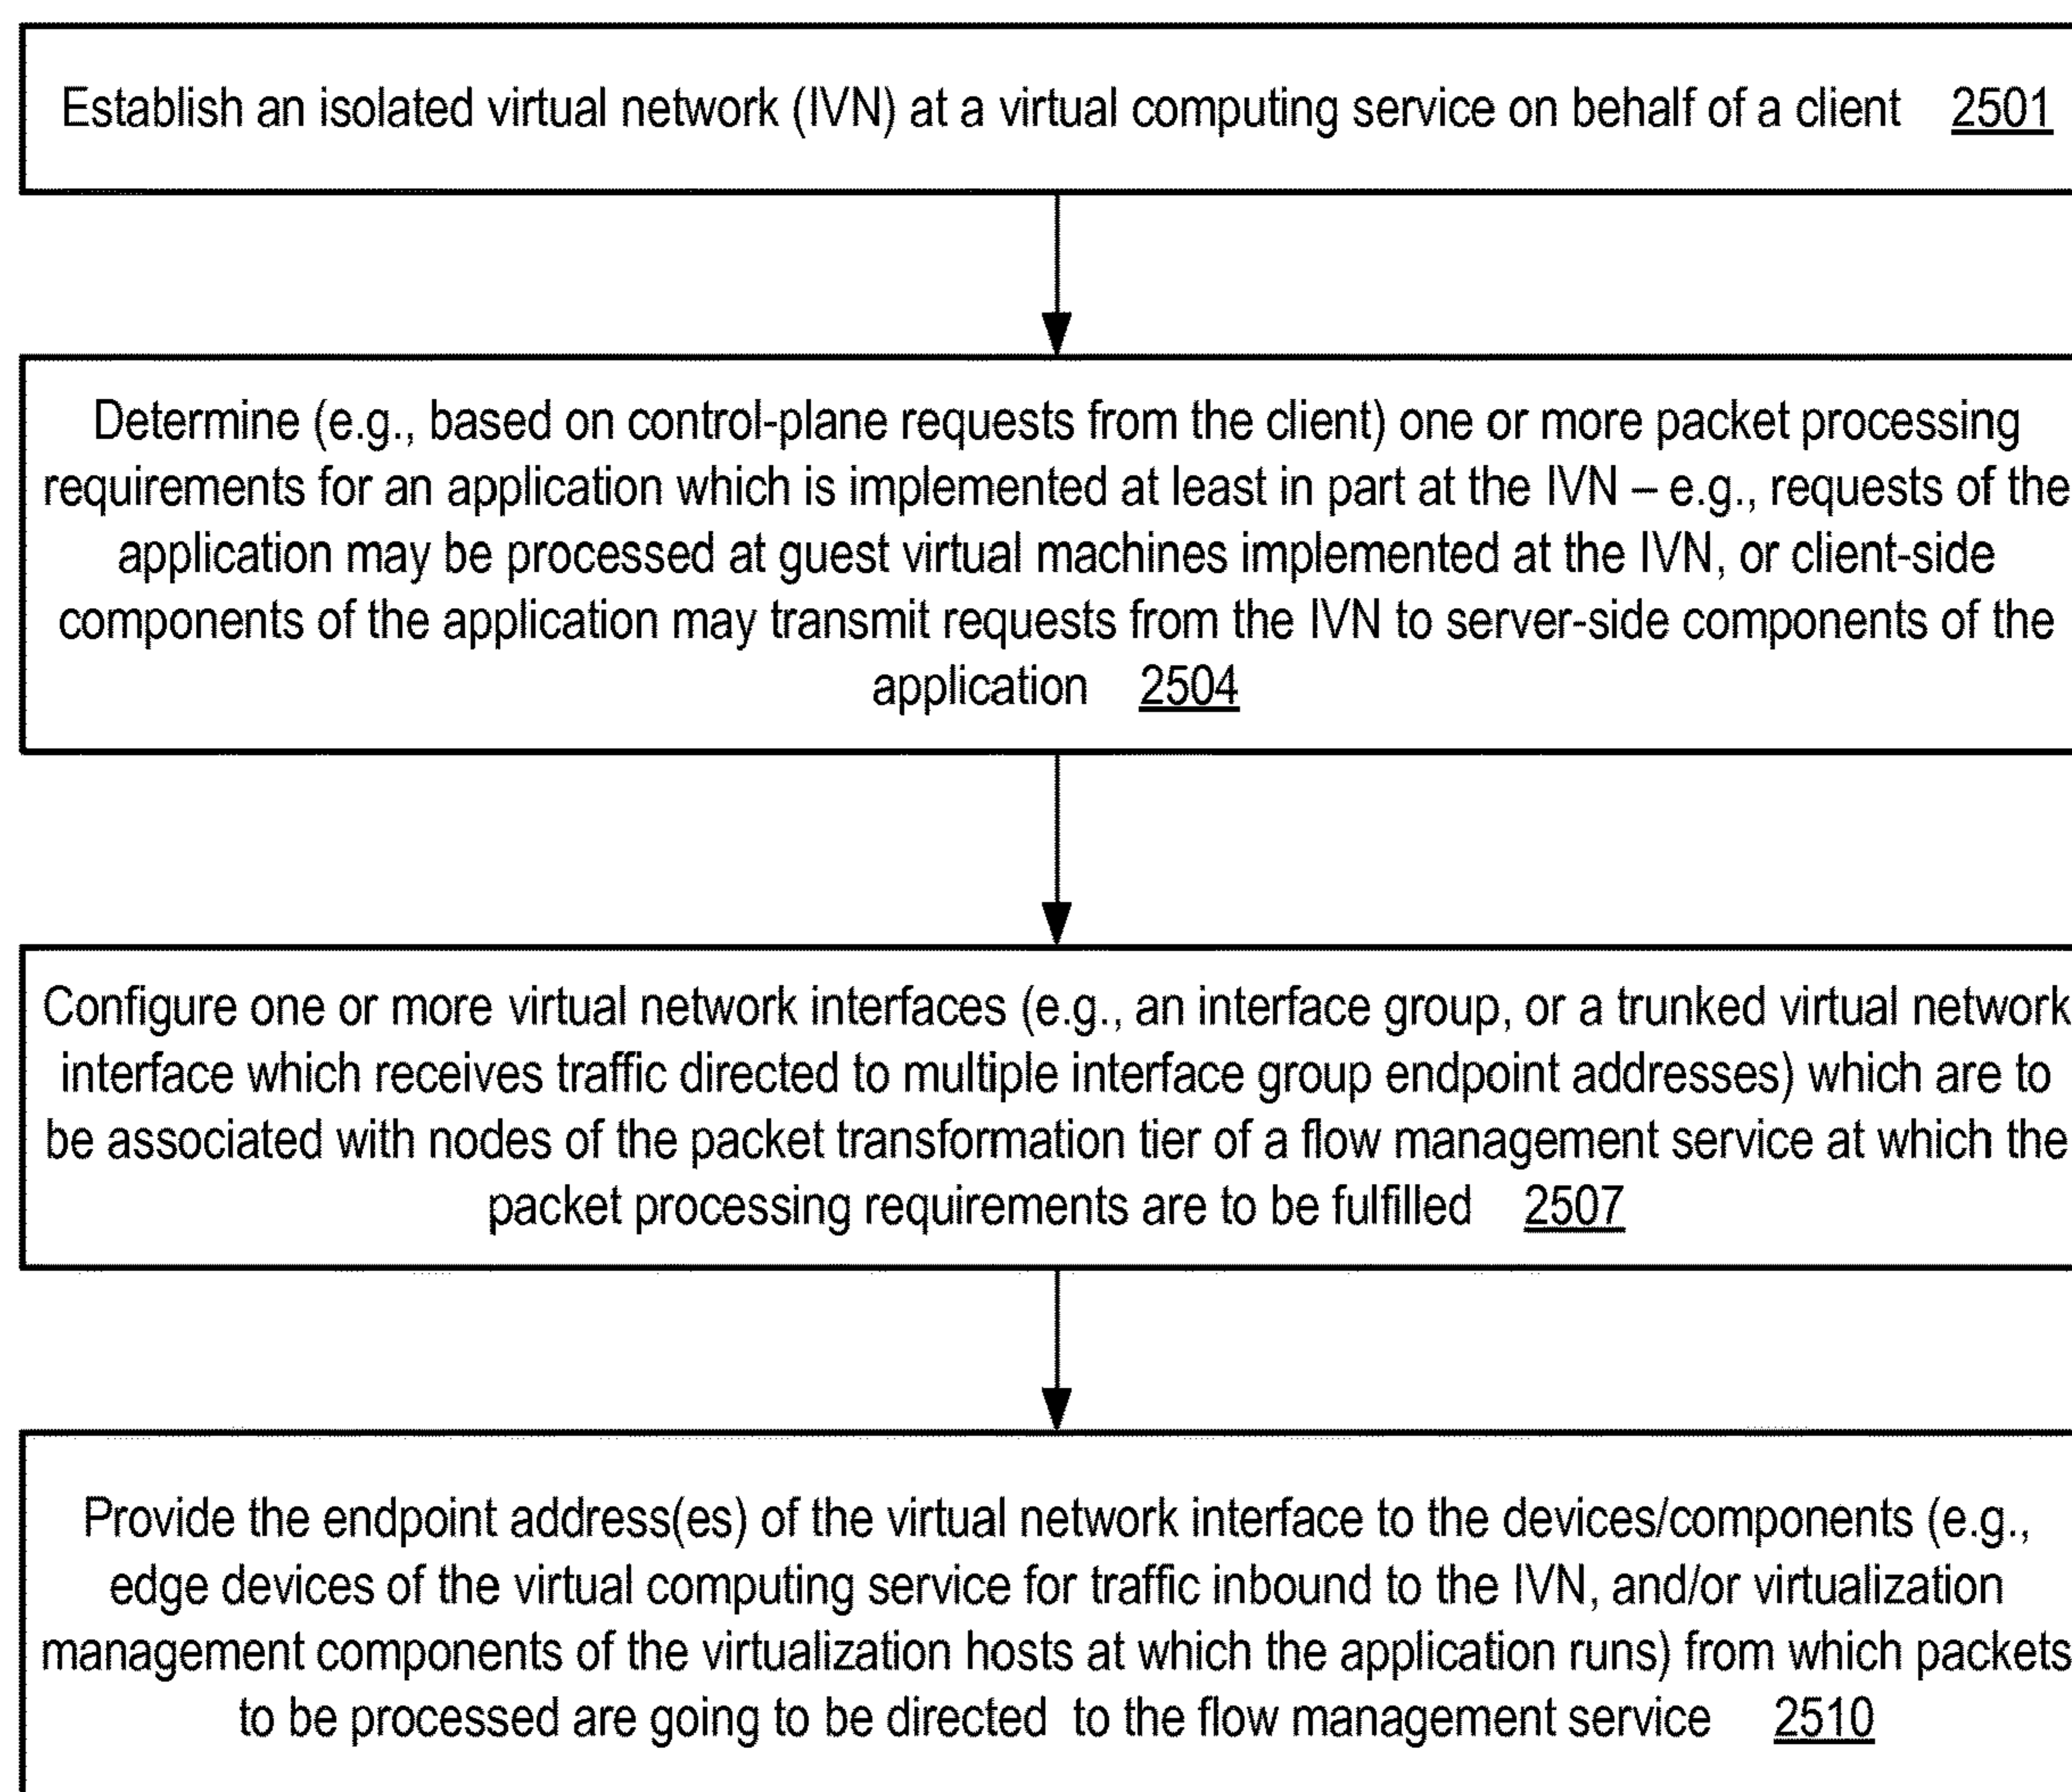 Establish an isolated virtual network (IVN) at a virtual computing service on behalf of a client 2501
Determine (e.g., based on control-plane requests from the client) one or more packet processing
requirements for an application which is implemented at least in part at the IVN – e.g., requests of the
application may be processed at guest virtual machines implemented at the IVN, or client-side
components of the application may transmit requests from the IVN to server-side components of the
application 2504
Configure one or more virtual network interfaces (e.g., an interface group, or a trunked virtual network
interface which receives traffic directed to multiple interface group endpoint addresses) which are to
be associated with nodes of the packet transformation tier of a flow management service at which the
packet processing requirements are to be fulfilled 2507
Provide the endpoint address(es) of the virtual network interface to the devices/components (e.g.,
edge devices of the virtual computing service for traffic inbound to the IVN, and/or virtualization
management components of the virtualization hosts at which the application runs) from which packets
to be processed are going to be directed to the flow management service 2510